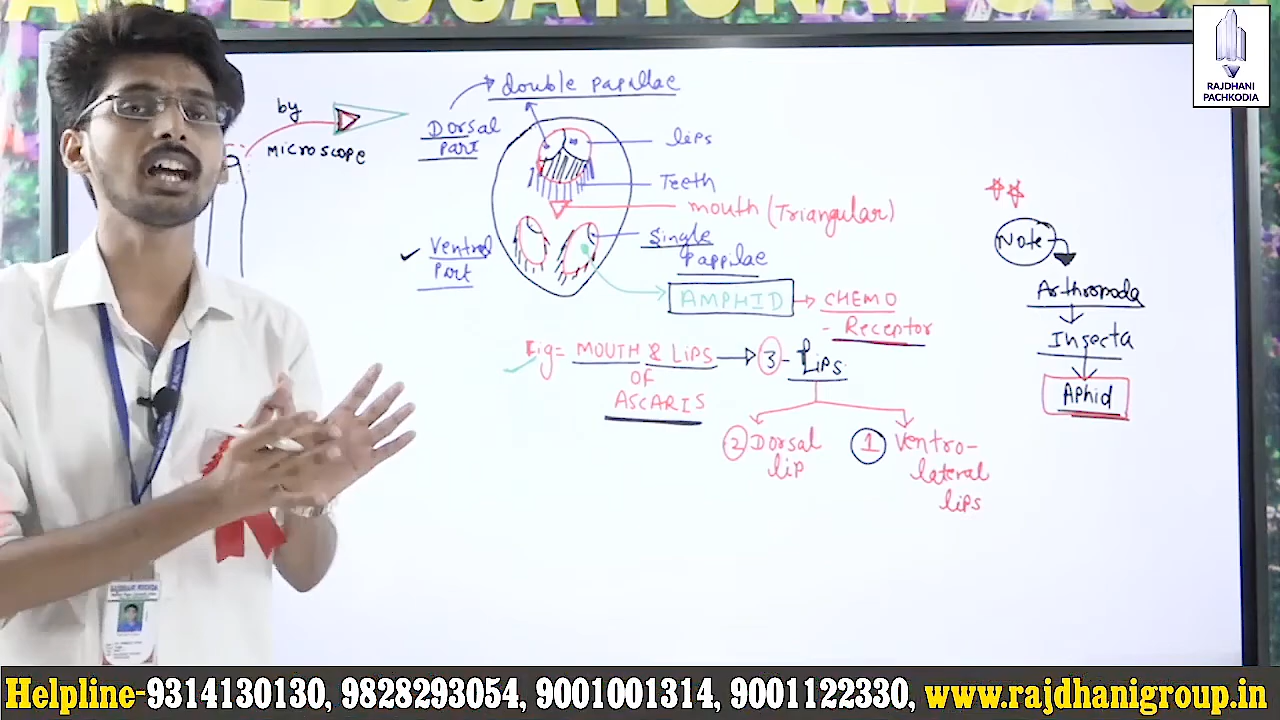 EDUCATIONAL
RAJDHANI
PACHKODIA
by
MICROSCOPE
double Papillae
Dorsal
Part
lips
Teeth
mouth (Triangular)
Ventral
Part
Single
Pappilae
AMPHID
CHEMO
- Receptor
Fig= MOUTH & LIPS
OF
ASCARIS
3 - Lips
2 Dorsal
lip
1 Ventro-
lateral
lips
Note
Arthropoda
Insecta
Aphid
Helpline-9314130130, 9828293054, 9001001314, 9001122330, www.rajdhanigroup.in